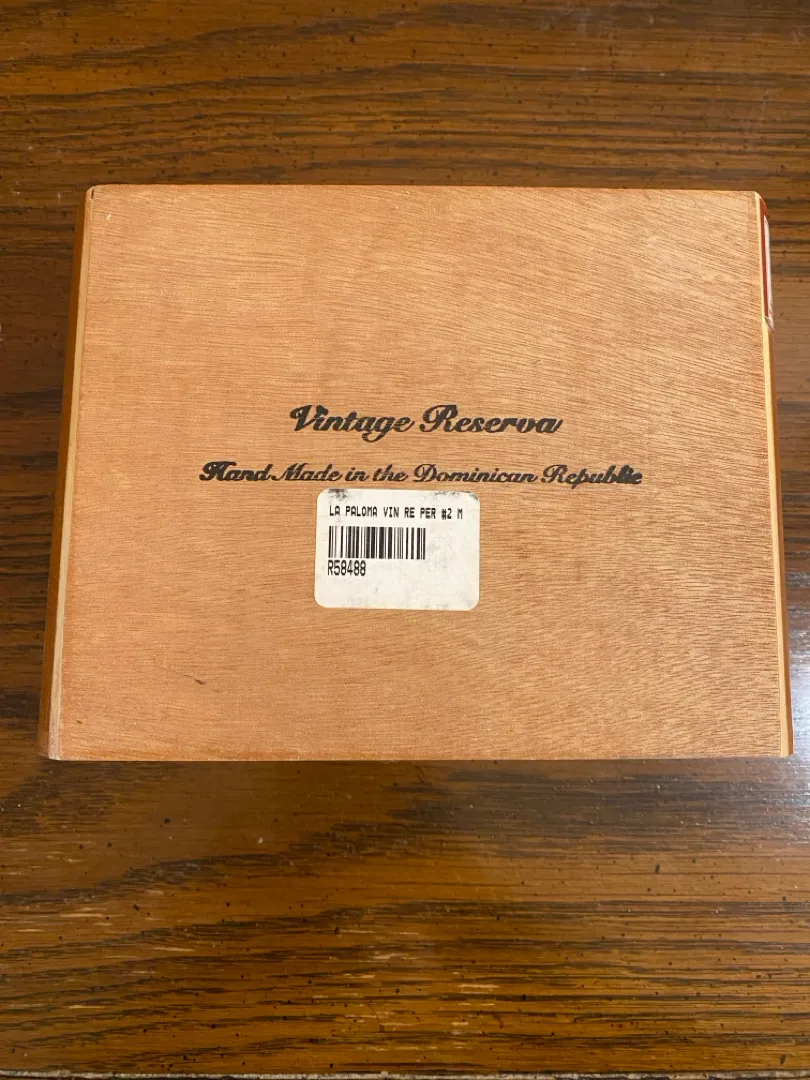 Vintage Reserva
Hand Made in the Dominican Republic
LA PALOMA VIN RE PER #2 M
R58488